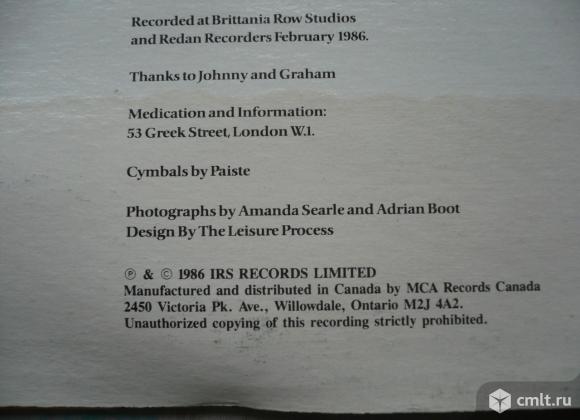 Recorded at Brittania Row Studios
and Redan Recorders February 1986.
Thanks to Johnny and Graham
Medication and Information:
53 Greek Street, London W.1.
Cymbals by Paiste
Photographs by Amanda Searle and Adrian Boot
Design By The Leisure Process
℗ & © 1986 IRS RECORDS LIMITED
Manufactured and distributed in Canada by MCA Records Canada
2450 Victoria Pk. Ave., Willowdale, Ontario M2J 4A2.
Unauthorized copying of this recording strictly prohibited.
cmlt.ru